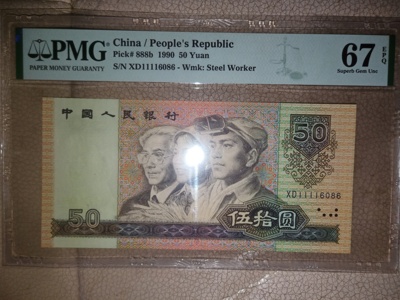 PMG
PAPER MONEY GUARANTY
China / People's Republic
Pick# 888b 1990 50 Yuan
S/N XD11116086 - Wmk: Steel Worker
67 EPQ
Superb Gem Unc
中国人民银行
50
XD11116086
50
伍拾圆